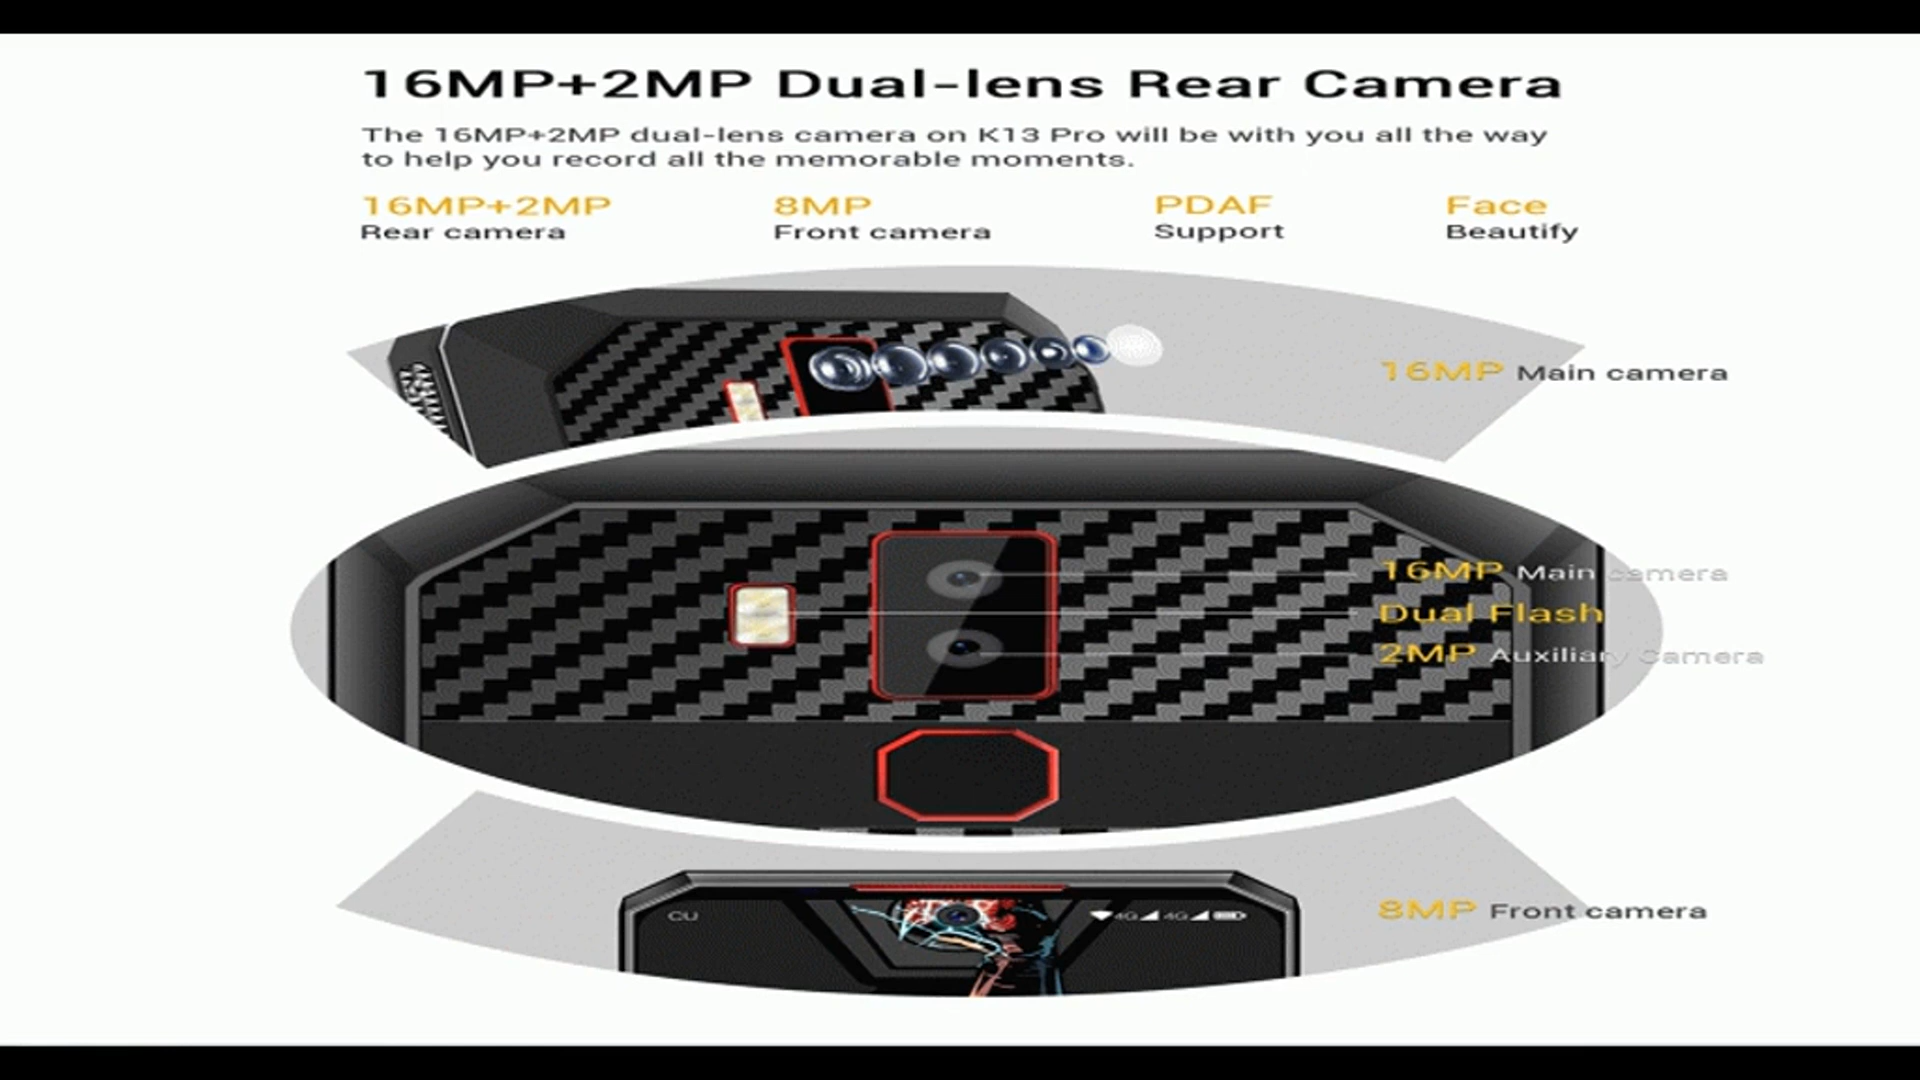 16MP+2MP Dual-lens Rear Camera
The 16MP+2MP dual-lens camera on K13 Pro will be with you all the way
to help you record all the memorable moments.
16MP+2MP
Rear camera
8MP
Front camera
PDAF
Support
Face
Beautify
16MP Main camera
16MP Main camera
Dual Flash
2MP Auxiliary Camera
CU
4G 4G
8MP Front camera